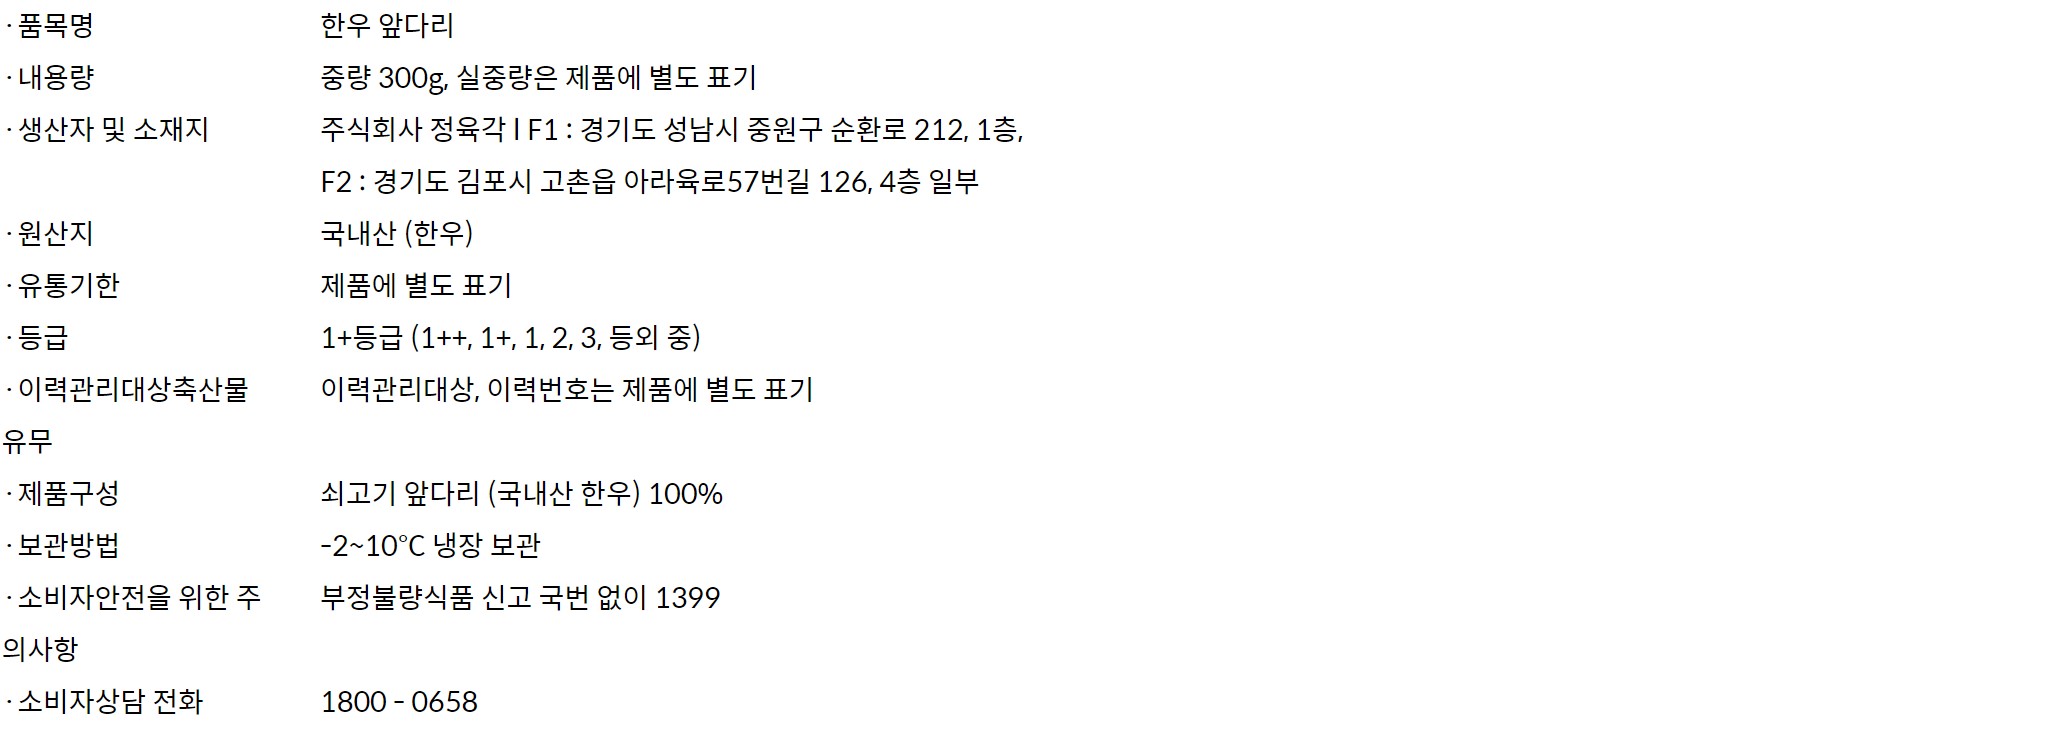 · 품목명 한우 앞다리
· 내용량 중량 300g, 실중량은 제품에 별도 표기
· 생산자 및 소재지 주식회사 정육각 I F1 : 경기도 성남시 중원구 순환로 212, 1층,
F2 : 경기도 김포시 고촌읍 아라육로57번길 126, 4층 일부
· 원산지 국내산 (한우)
· 유통기한 제품에 별도 표기
· 등급 1+등급 (1++, 1+, 1, 2, 3, 등외 중)
· 이력관리대상축산물 이력관리대상, 이력번호는 제품에 별도 표기
유무
· 제품구성 쇠고기 앞다리 (국내산 한우) 100%
· 보관방법 -2~10℃ 냉장 보관
· 소비자안전을 위한 주 부정불량식품 신고 국번 없이 1399
의사항
· 소비자상담 전화 1800 - 0658